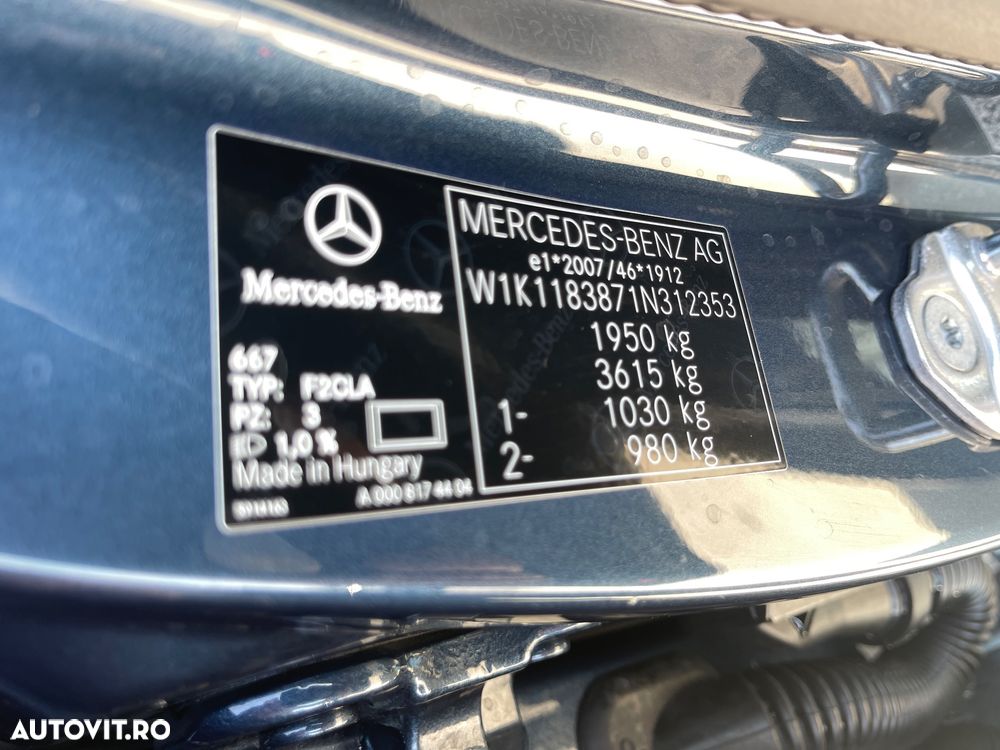 Mercedes-Benz
667
TYP: F2CLA
PZ: 3
1,0 %
Made in Hungary
A 000 817 44 04
MERCEDES-BENZ AG
e1*2007/46*1912
W1K1183871N312353
1950 kg
3615 kg
1- 1030 kg
2- 980 kg
AUTOVIT.RO